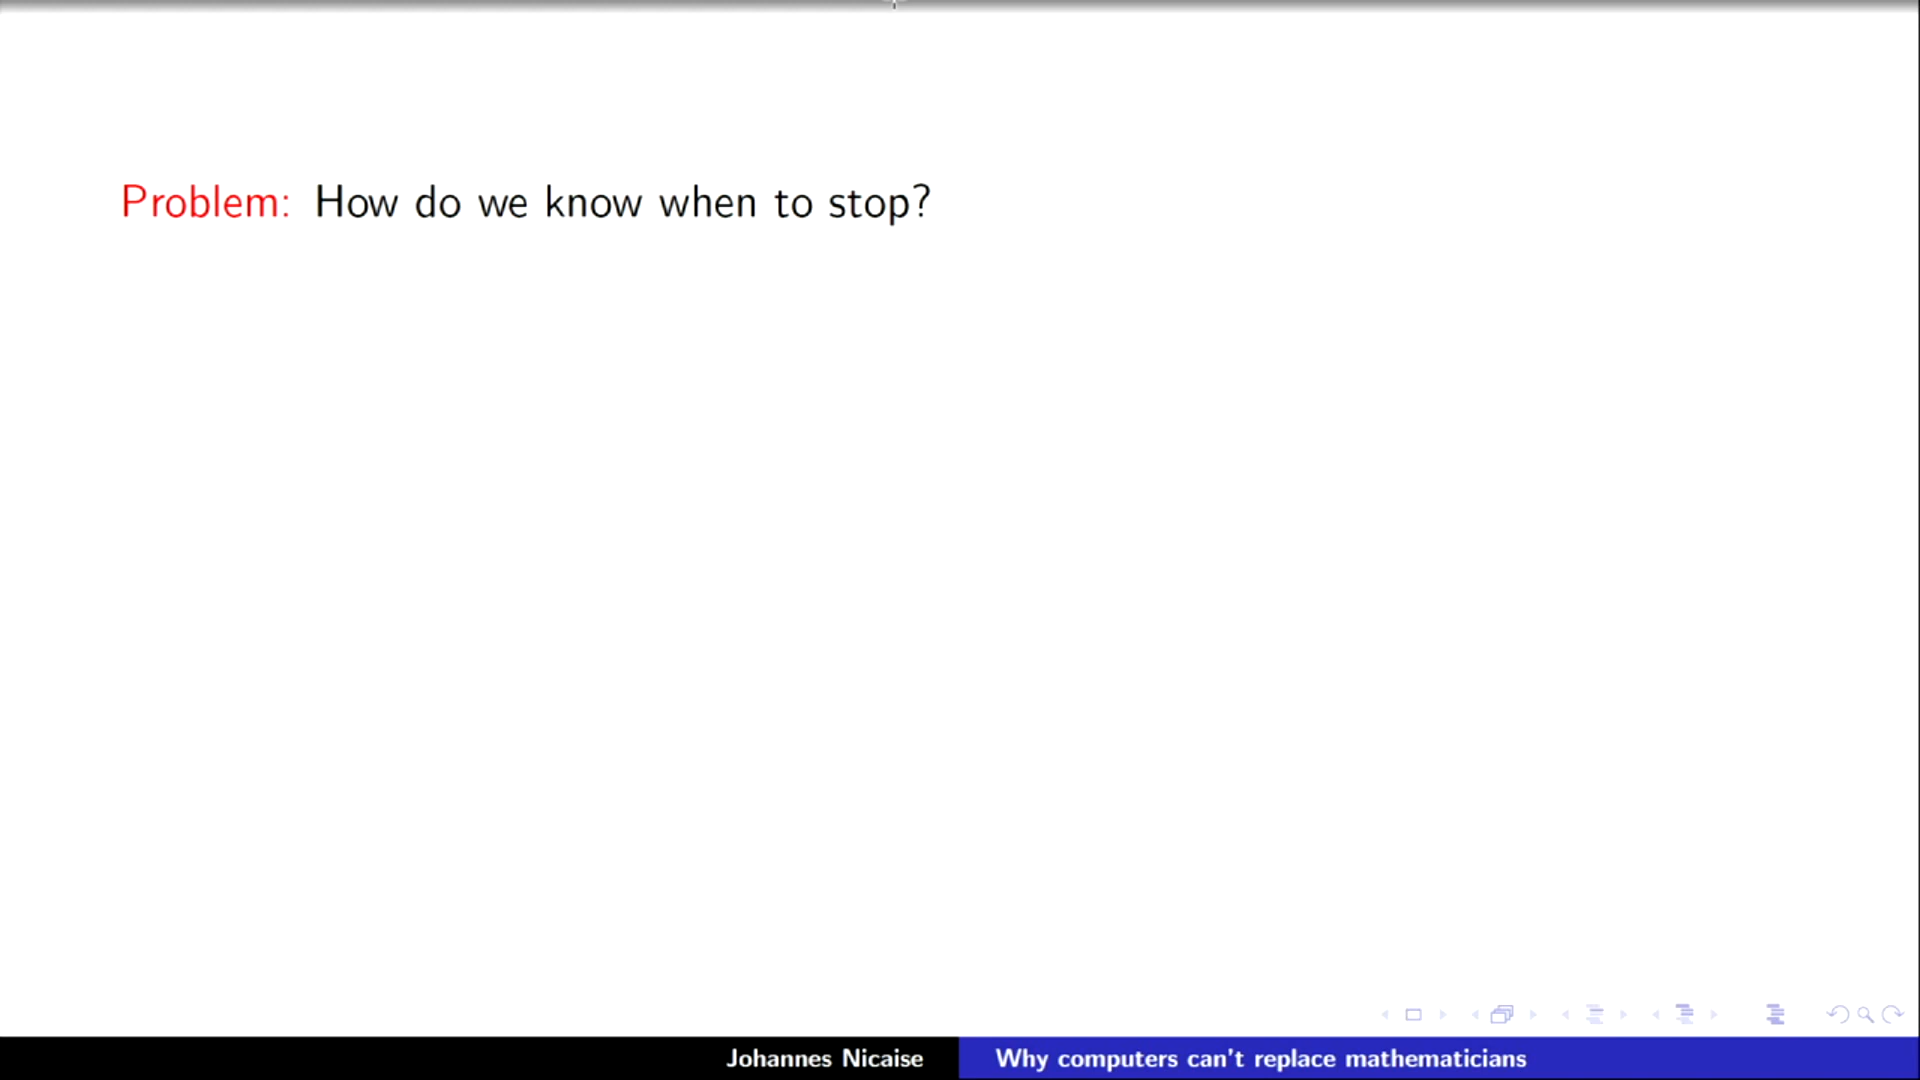 Problem: How do we know when to stop?
Johannes Nicaise
Why computers can't replace mathematicians